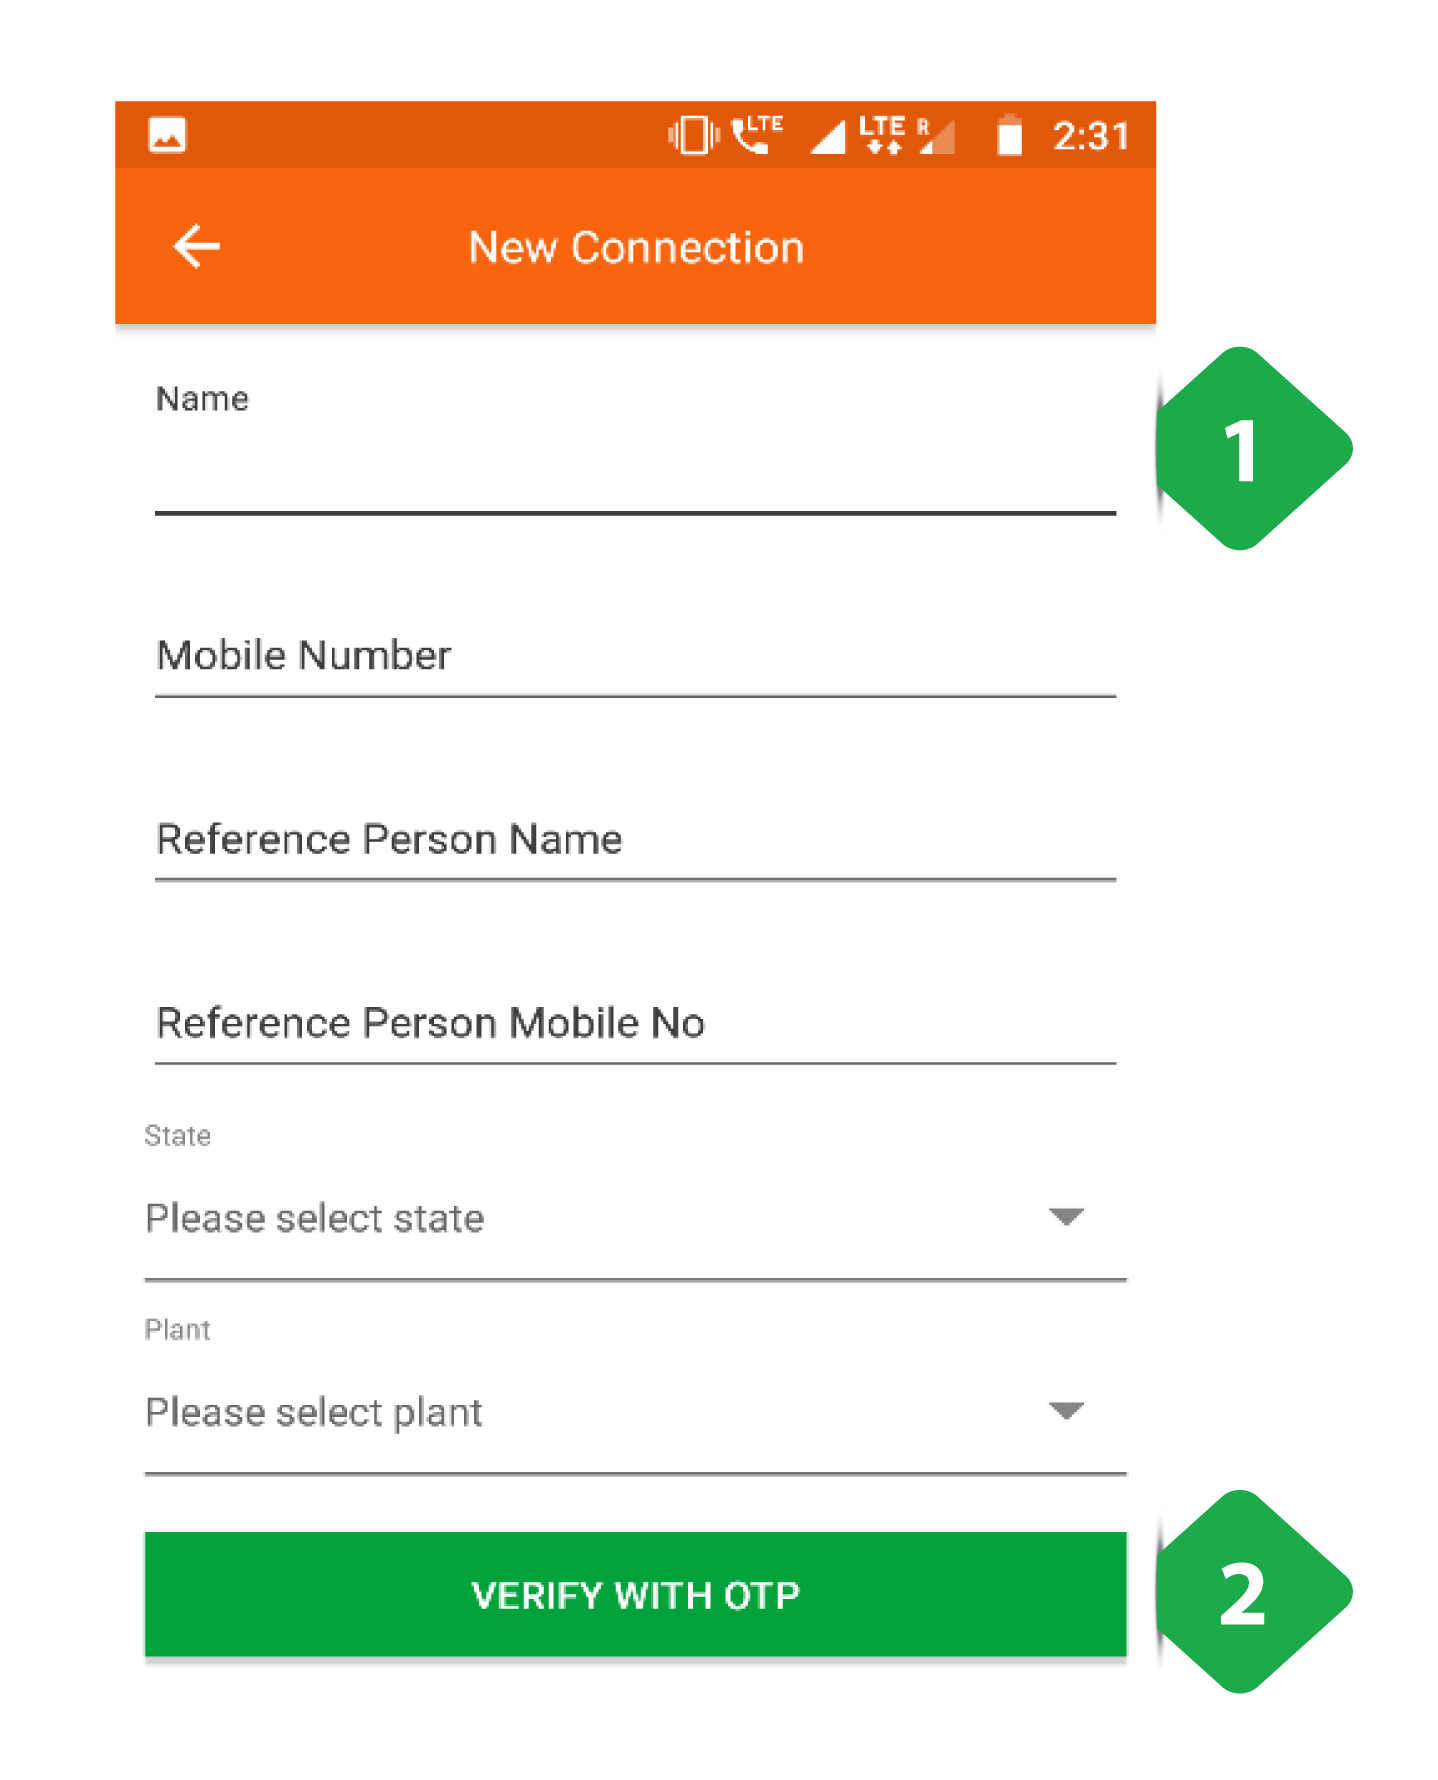 LTE LTE R 2:31
New Connection
Name
1
Mobile Number
Reference Person Name
Reference Person Mobile No
State
Please select state
Plant
Please select plant
VERIFY WITH OTP
2